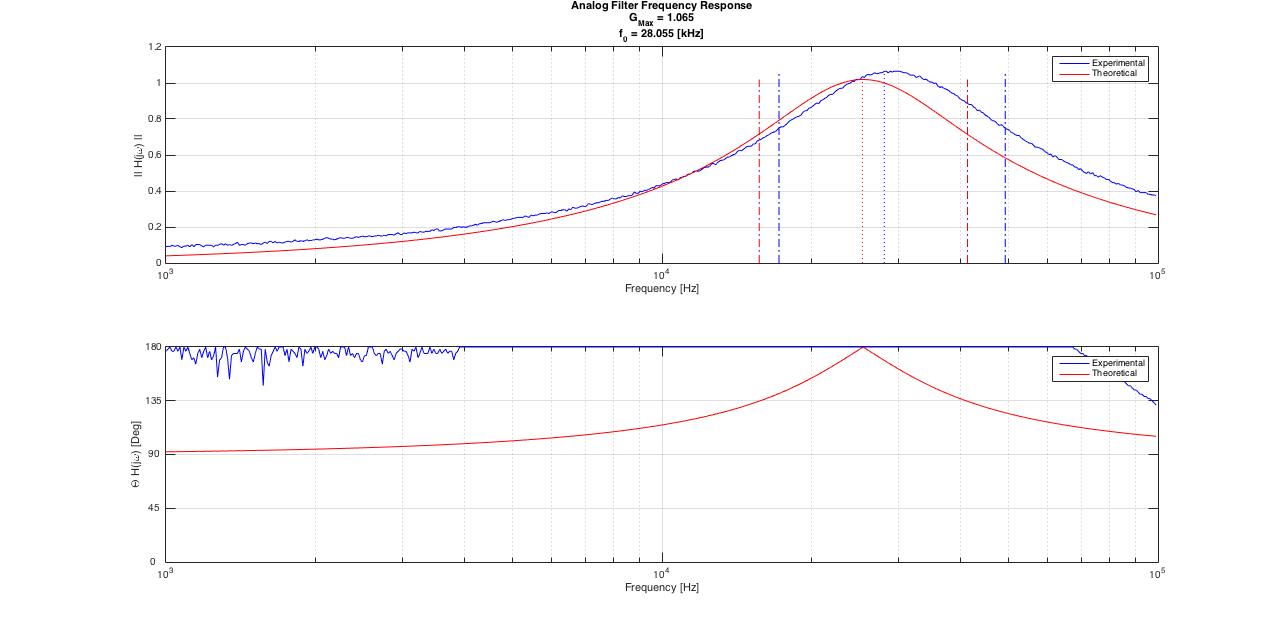 Analog Filter Frequency Response
G_Max = 1.065
f_0 = 28.055 [kHz]
1.2
1
0.8
0.6
0.4
0.2
0
|| H(jω) ||
Experimental
Theoretical
10^3
10^4
10^5
Frequency [Hz]
180
135
90
45
0
Θ H(jω) [Deg]
Experimental
Theoretical
10^3
10^4
10^5
Frequency [Hz]